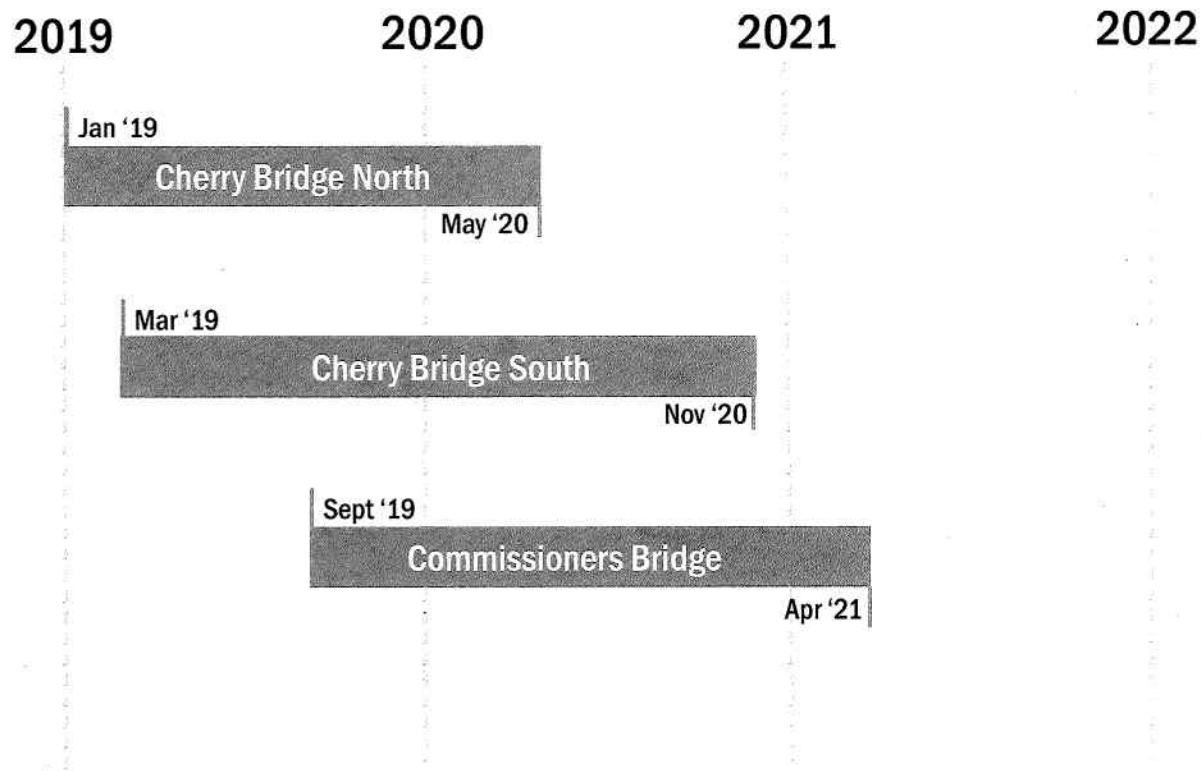 2019 2020 2021 2022
Jan ‘19
Cherry Bridge North
May ‘20
Mar ‘19
Cherry Bridge South
Nov ‘20
Sept ‘19
Commissioners Bridge
Apr ‘21